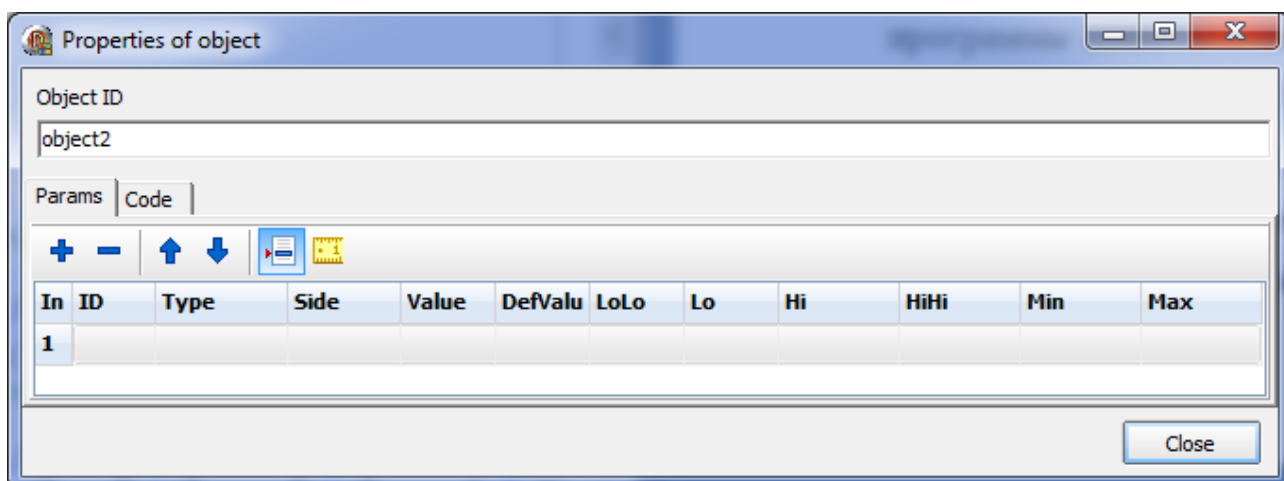 Properties of object
программы
Object ID
object2
Params Code
In ID Type Side Value DefValu LoLo Lo Hi HiHi Min Max
1
Close